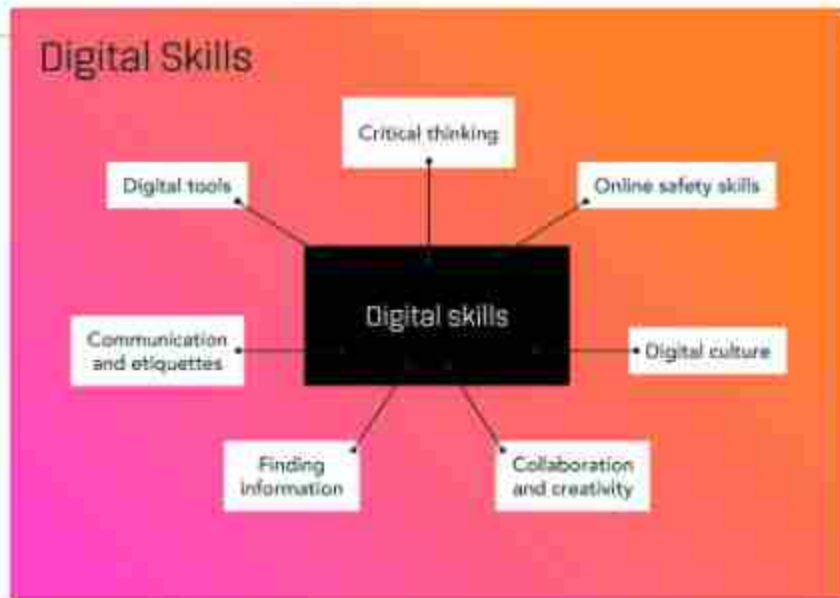 Digital Skills
Critical thinking
Digital tools
Online safety skills
Digital skills
Communication
and etiquettes
Digital culture
Finding
information
Collaboration
and creativity